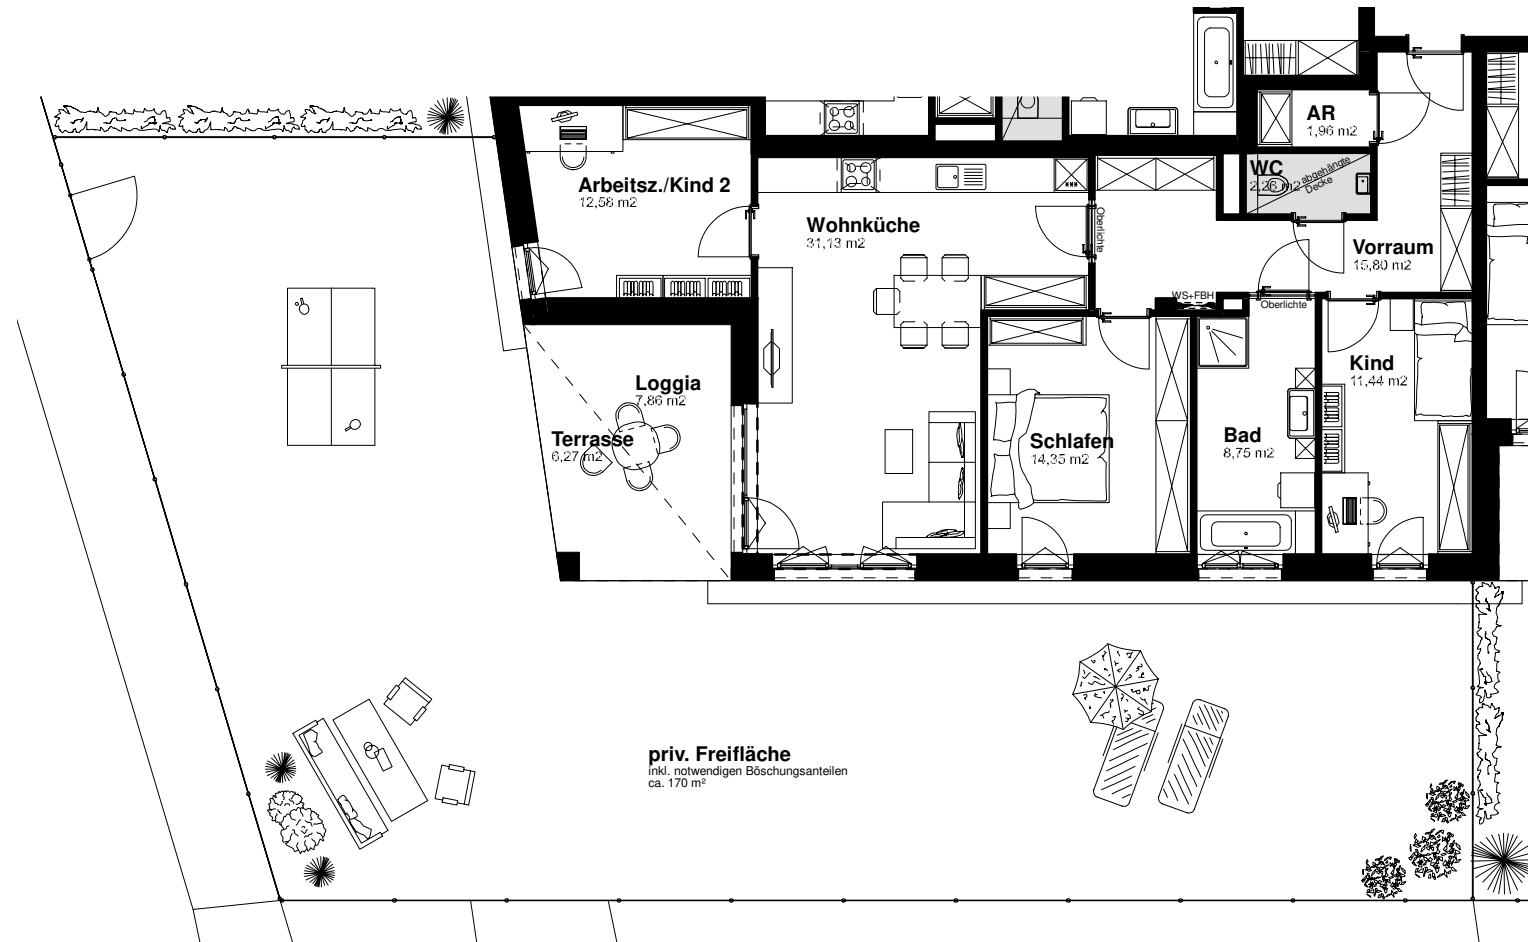 AR
1,96 m2
WC
2,26 m2
abgehängte
Decke
Arbeitsz./Kind 2
12,58 m2
Wohnküche
31,13 m2
Oberlichte
Vorraum
15,80 m2
WS+FBH
Oberlichte
Loggia
7,86 m2
Kind
11,44 m2
Terrasse
6,27 m2
Schlafen
14,35 m2
Bad
8,75 m2
priv. Freifläche
inkl. notwendigen Böschungsanteilen
ca. 170 m²